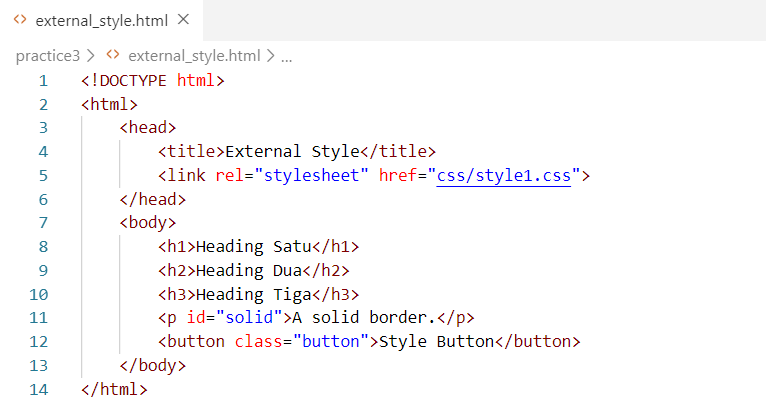 <> external_style.html ×
practice3 > <> external_style.html > ...
1 <!DOCTYPE html>
2 <html>
3 <head>
4 <title>External Style</title>
5 <link rel="stylesheet" href="css/style1.css">
6 </head>
7 <body>
8 <h1>Heading Satu</h1>
9 <h2>Heading Dua</h2>
10 <h3>Heading Tiga</h3>
11 <p id="solid">A solid border.</p>
12 <button class="button">Style Button</button>
13 </body>
14 </html>